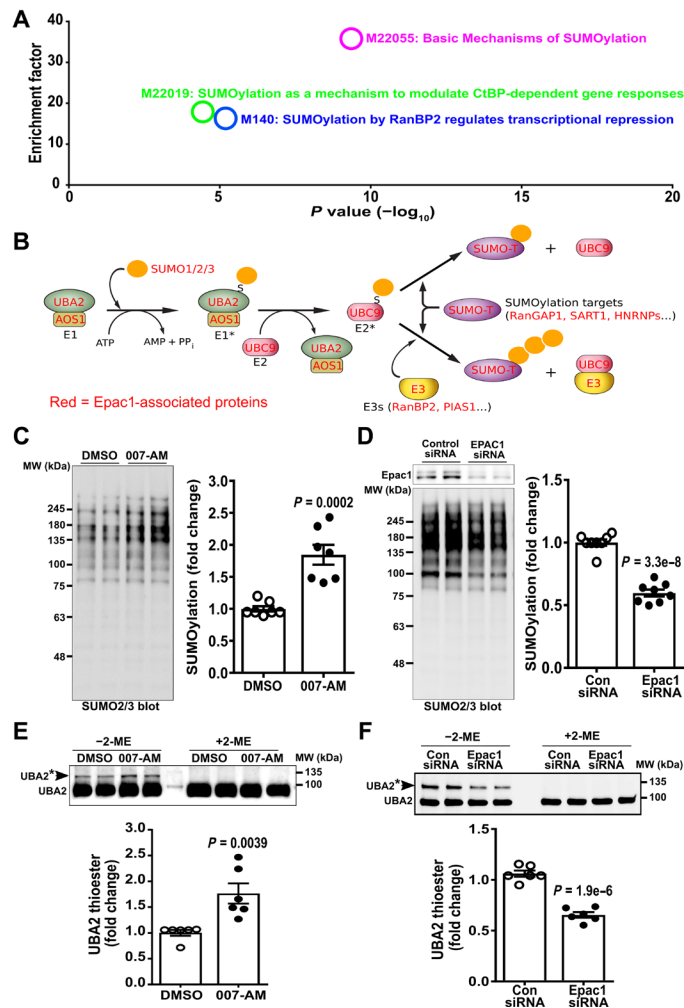 A
Enrichment factor
40
30
20
10
0
M22055: Basic Mechanisms of SUMOylation
M22019: SUMOylation as a mechanism to modulate CtBP-dependent gene responses
M140: SUMOylation by RanBP2 regulates transcriptional repression
0 5 10 15 20
P value (−log10)
B
SUMO1/2/3
UBA2
AOS1
E1
ATP
AMP + PPi
S
UBA2
AOS1
E1*
UBC9
E2
UBA2
AOS1
S
UBC9
E2*
SUMO-T
+
UBC9
SUMO-T
SUMOylation targets
(RanGAP1, SART1, HNRNPs...)
E3
E3s (RanBP2, PIAS1...)
SUMO-T
+
UBC9
E3
Red = Epac1-associated proteins
C
DMSO 007-AM
MW (kDa)
245
180
135
100
75
63
48
SUMO2/3 blot
SUMOylation (fold change)
2.5
2.0
1.5
1.0
0.5
0.0
P = 0.0002
DMSO
007-AM
D
Control
siRNA
EPAC1
siRNA
Epac1
MW (kDa)
245
180
135
100
75
63
48
SUMO2/3 blot
SUMOylation (fold change)
1.5
1.0
0.5
0.0
P = 3.3e–8
Con
siRNA
Epac1
siRNA
E
−2-ME +2-ME
DMSO 007-AM DMSO 007-AM
MW (kDa)
UBA2*
UBA2
135
100
UBA2 thioester
(fold change)
2.5
2.0
1.5
1.0
0.5
0.0
P = 0.0039
DMSO 007-AM
F
−2-ME +2-ME
Con
siRNA
Epac1
siRNA
Con
siRNA
Epac1
siRNA
MW (kDa)
UBA2*
UBA2
135
100
UBA2 thioester
(fold change)
1.5
1.0
0.5
0.0
P = 1.9e–6
Con
siRNA
Epac1
siRNA